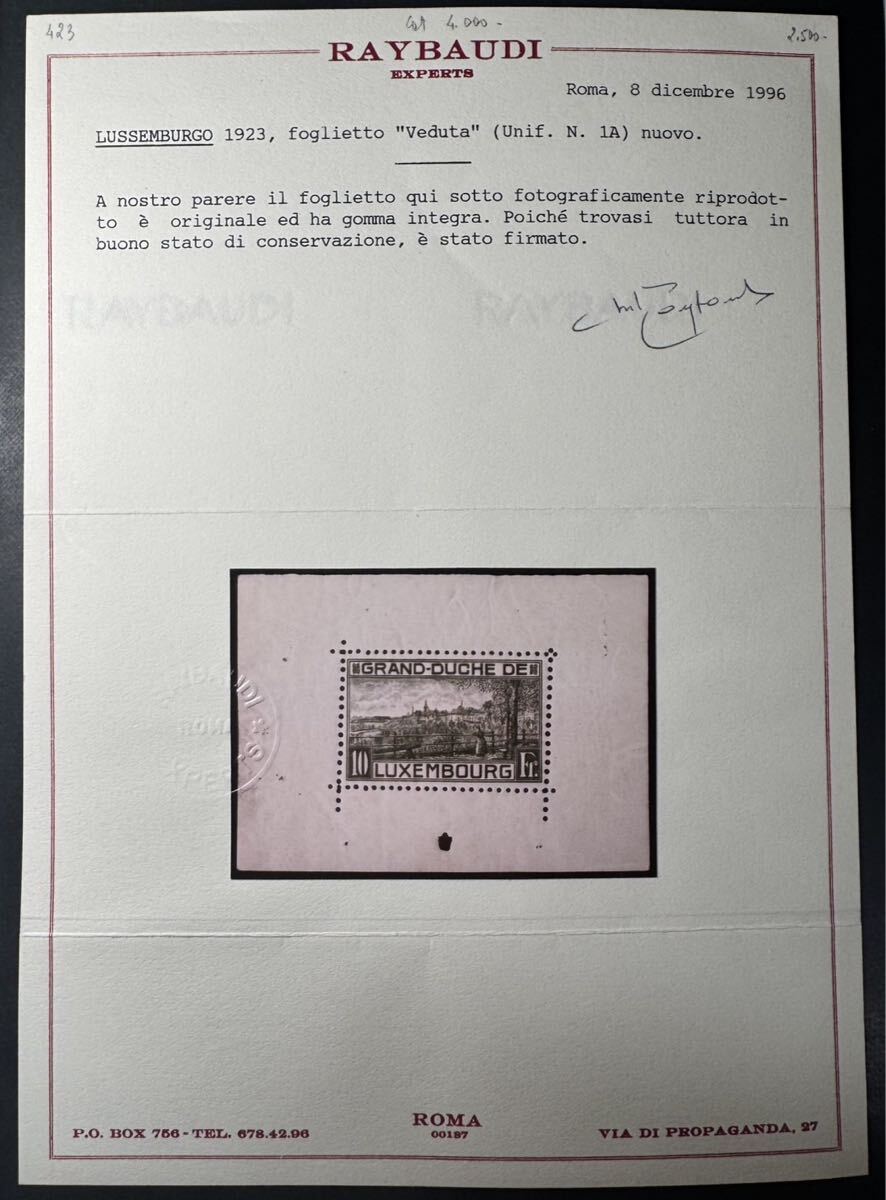 423
Cat 4.000-
2.500-
RAYBAUDI
EXPERTS
Roma, 8 dicembre 1996
LUSSEMBURGO 1923, foglietto "Veduta" (Unif. N. 1A) nuovo.
A nostro parere il foglietto qui sotto fotograficamente riprodot-
to è originale ed ha gomma integra. Poiché trovasi tuttora in
buono stato di conservazione, è stato firmato.
RAYBAUDI RAYBAUDI
GRAND-DUCHE DE
10 LUXEMBOURG Fr.
P.O. BOX 756 - TEL. 678.42.96
ROMA
00187
VIA DI PROPAGANDA, 27